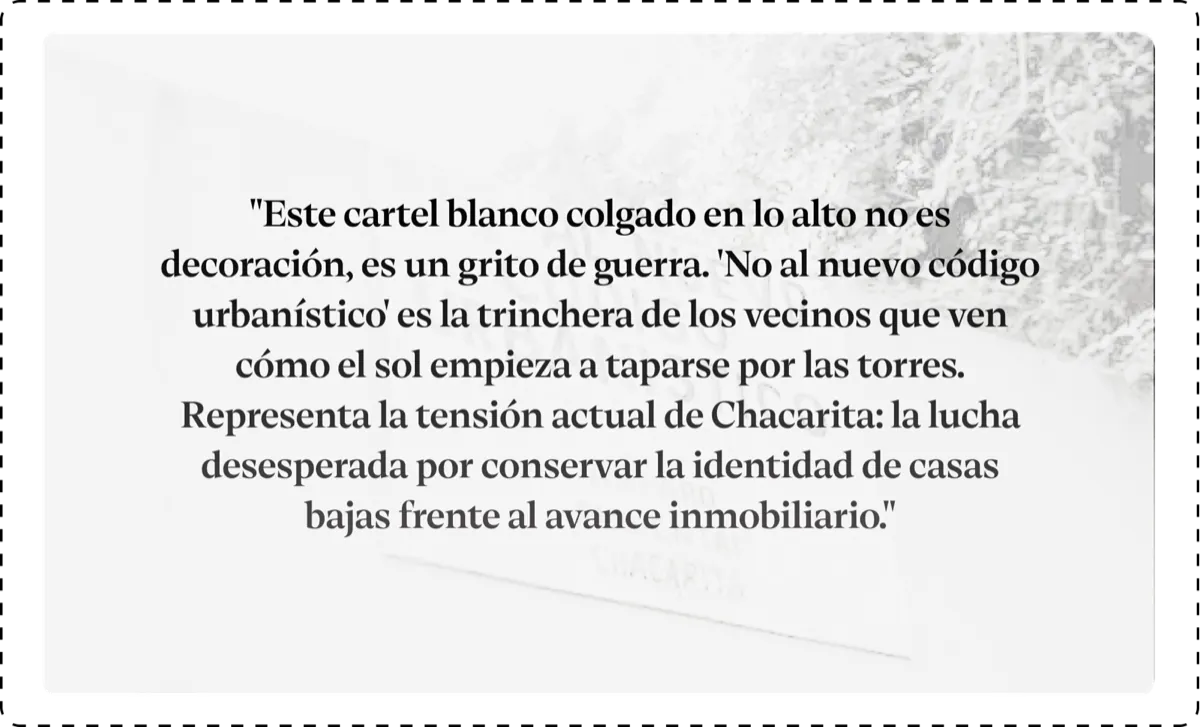 "Este cartel blanco colgado en lo alto no es
decoración, es un grito de guerra. 'No al nuevo código
urbanístico' es la trinchera de los vecinos que ven
cómo el sol empieza a taparse por las torres.
Representa la tensión actual de Chacarita: la lucha
desesperada por conservar la identidad de casas
bajas frente al avance inmobiliario."
CHACARITA